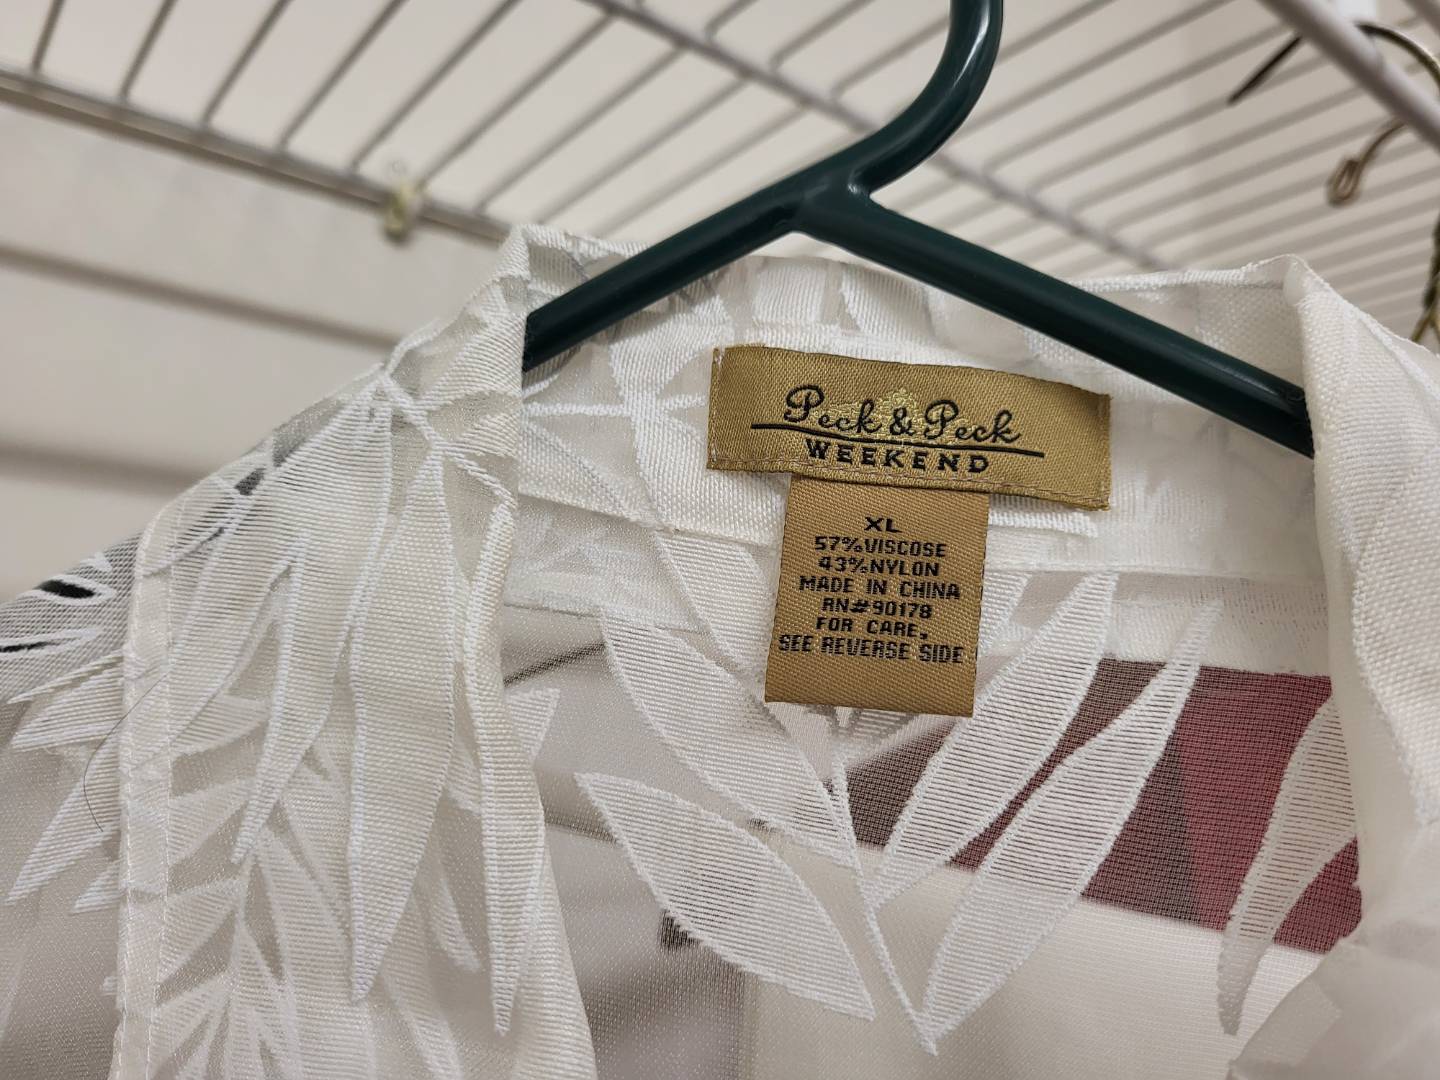 Peck & Peck
WEEKEND
XL
57%VISCOSE
43%NYLON
MADE IN CHINA
RN#90178
FOR CARE,
SEE REVERSE SIDE